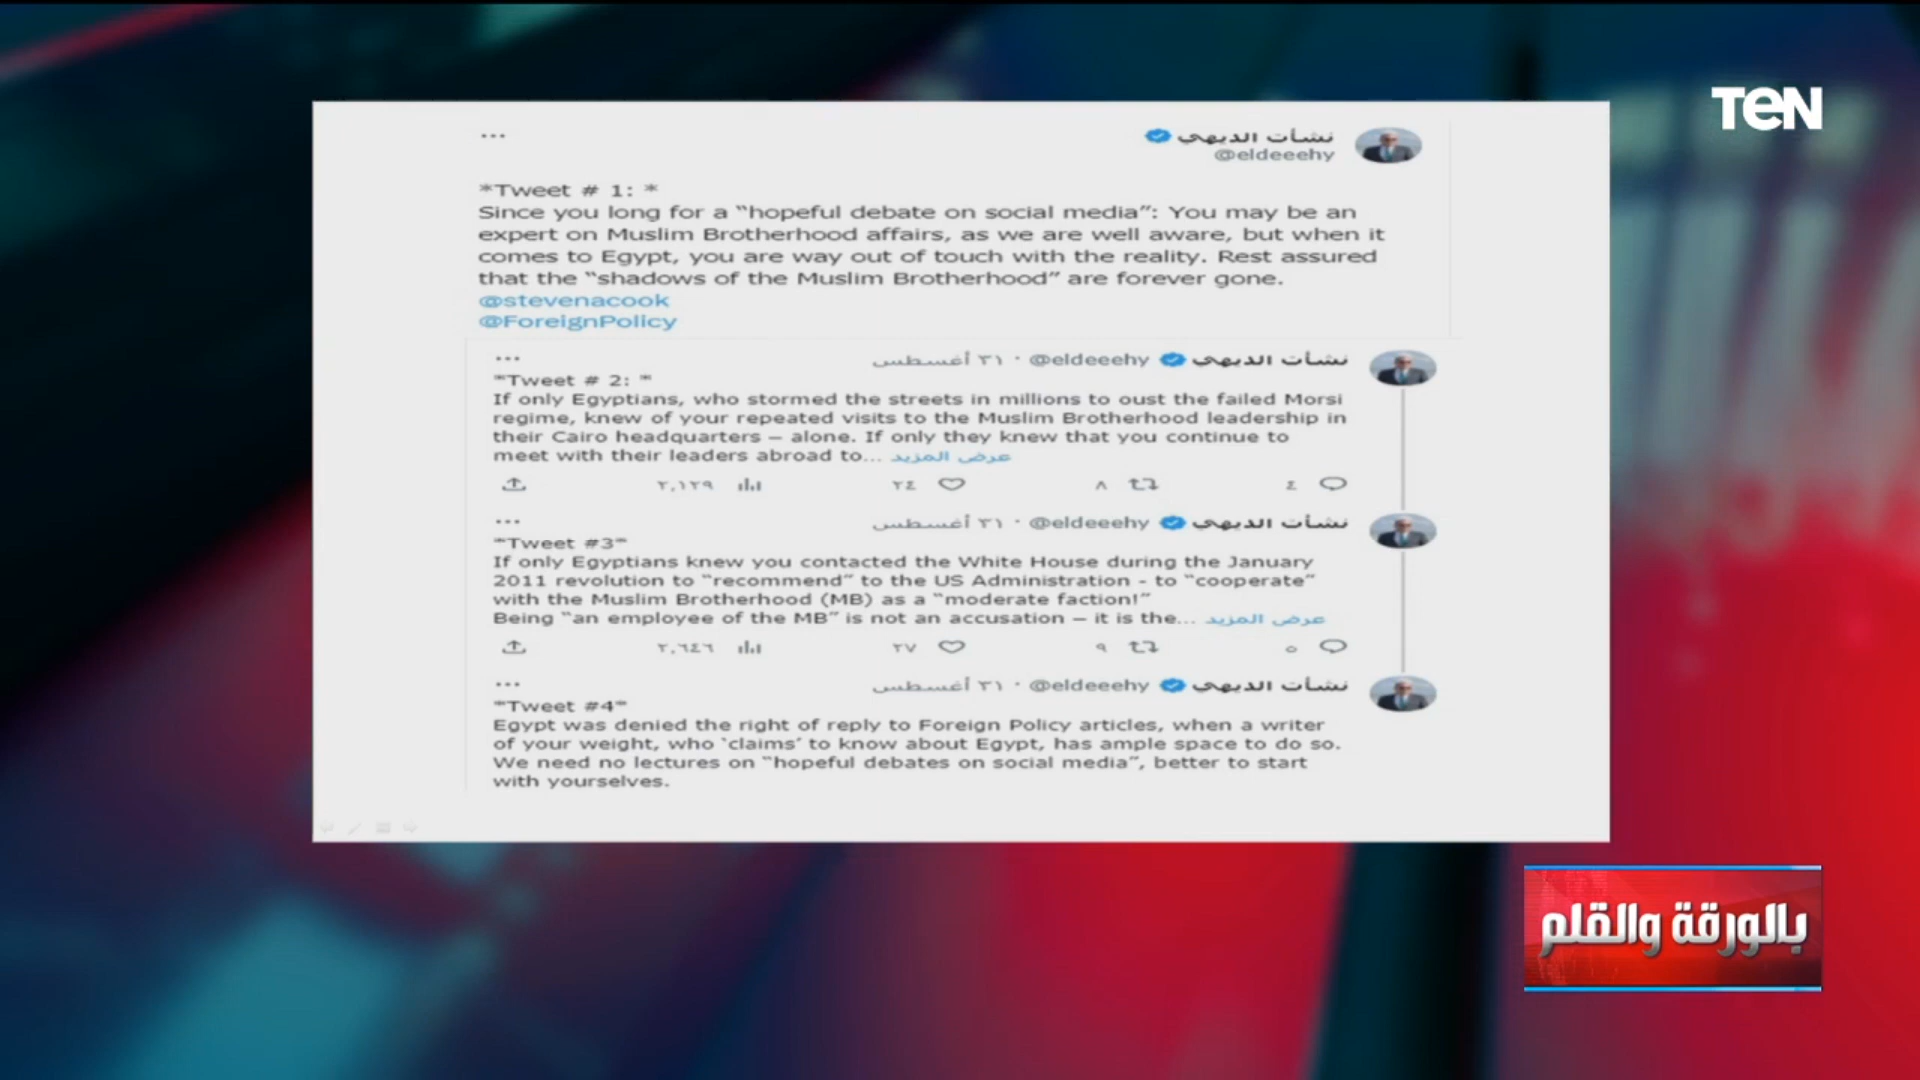 TeN
...
نشأت الديهي
@eldeeehy
*Tweet # 1: *
Since you long for a “hopeful debate on social media”: You may be an
expert on Muslim Brotherhood affairs, as we are well aware, but when it
comes to Egypt, you are way out of touch with the reality. Rest assured
that the “shadows of the Muslim Brotherhood” are forever gone.
@stevenacook
@ForeignPolicy
نشأت الديهي @eldeeehy · ٣١ أغسطس ...
*Tweet # 2: *
If only Egyptians, who stormed the streets in millions to oust the failed Morsi
regime, knew of your repeated visits to the Muslim Brotherhood leadership in
their Cairo headquarters – alone. If only they knew that you continue to
meet with their leaders abroad to... عرض المزيد
٤ ٨ ٢٤ ٢,١٢٩
نشأت الديهي @eldeeehy · ٣١ أغسطس ...
*Tweet #3*
If only Egyptians knew you contacted the White House during the January
2011 revolution to “recommend” to the US Administration - to “cooperate”
with the Muslim Brotherhood (MB) as a “moderate faction!”
Being “an employee of the MB” is not an accusation – it is the... عرض المزيد
٥ ٩ ٢٧ ٢,٦٤٦
نشأت الديهي @eldeeehy · ٣١ أغسطس ...
*Tweet #4*
Egypt was denied the right of reply to Foreign Policy articles, when a writer
of your weight, who ‘claims’ to know about Egypt, has ample space to do so.
We need no lectures on “hopeful debates on social media”, better to start
with yourselves.
بالورقة والقلم